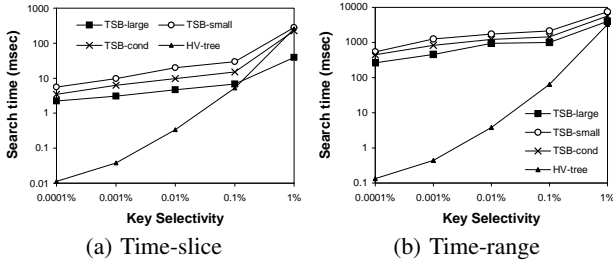 1000
100
10
1
0.1
0.01
Search time (msec)
TSB-large
TSB-small
TSB-cond
HV-tree
0.0001%
0.001%
0.01%
0.1%
1%
Key Selectivity
(a) Time-slice
10000
1000
100
10
1
0.1
Search time (msec)
TSB-large
TSB-small
TSB-cond
HV-tree
0.0001%
0.001%
0.01%
0.1%
1%
Key Selectivity
(b) Time-range